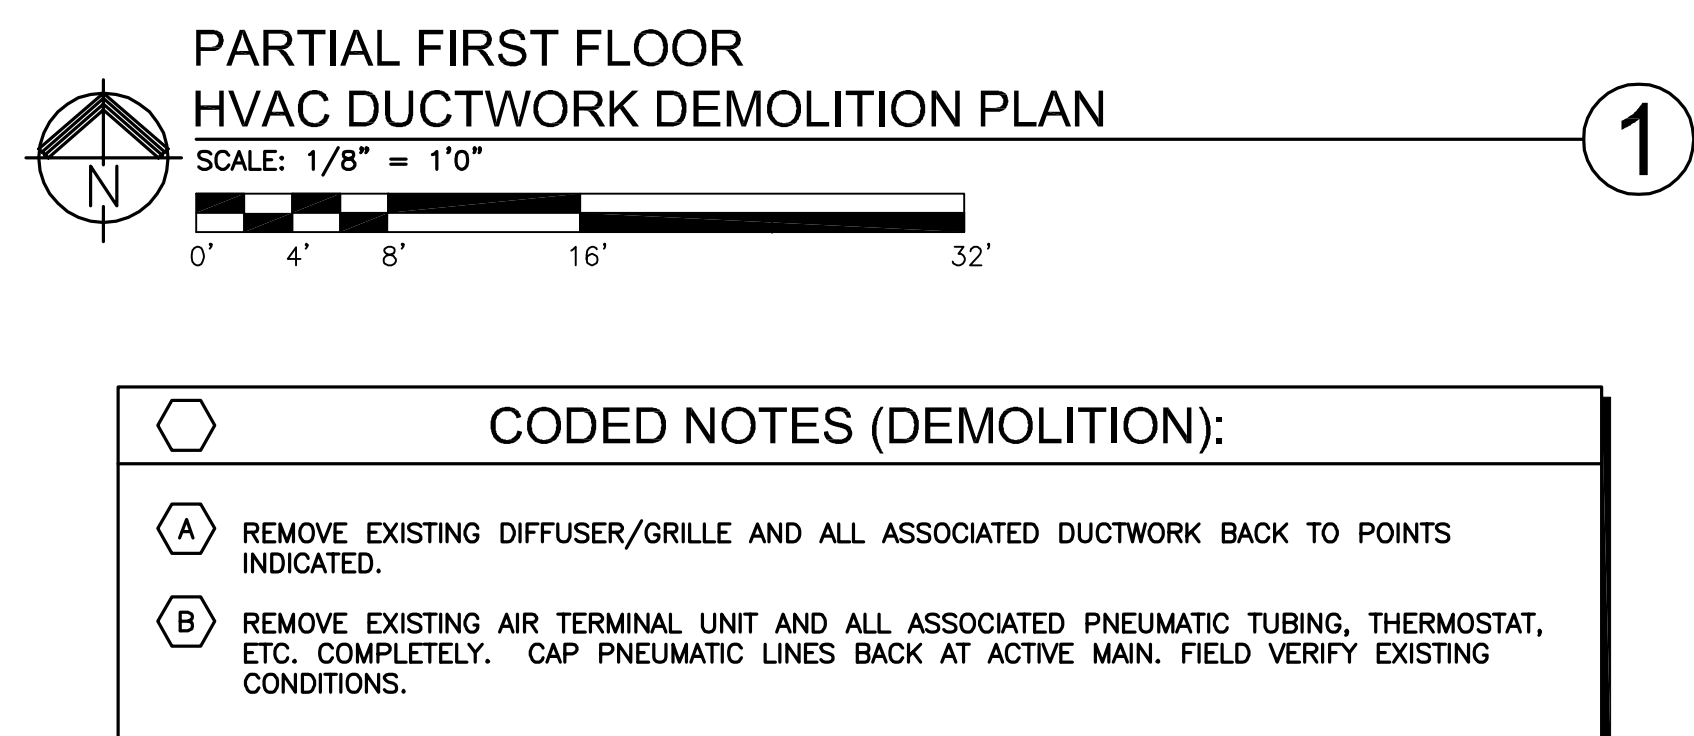 PARTIAL FIRST FLOOR
HVAC DUCTWORK DEMOLITION PLAN
1
N
SCALE: 1/8" = 1'0"
0' 4' 8' 16' 32'
CODED NOTES (DEMOLITION):
A REMOVE EXISTING DIFFUSER/GRILLE AND ALL ASSOCIATED DUCTWORK BACK TO POINTS
INDICATED.
B REMOVE EXISTING AIR TERMINAL UNIT AND ALL ASSOCIATED PNEUMATIC TUBING, THERMOSTAT,
ETC. COMPLETELY. CAP PNEUMATIC LINES BACK AT ACTIVE MAIN. FIELD VERIFY EXISTING
CONDITIONS.